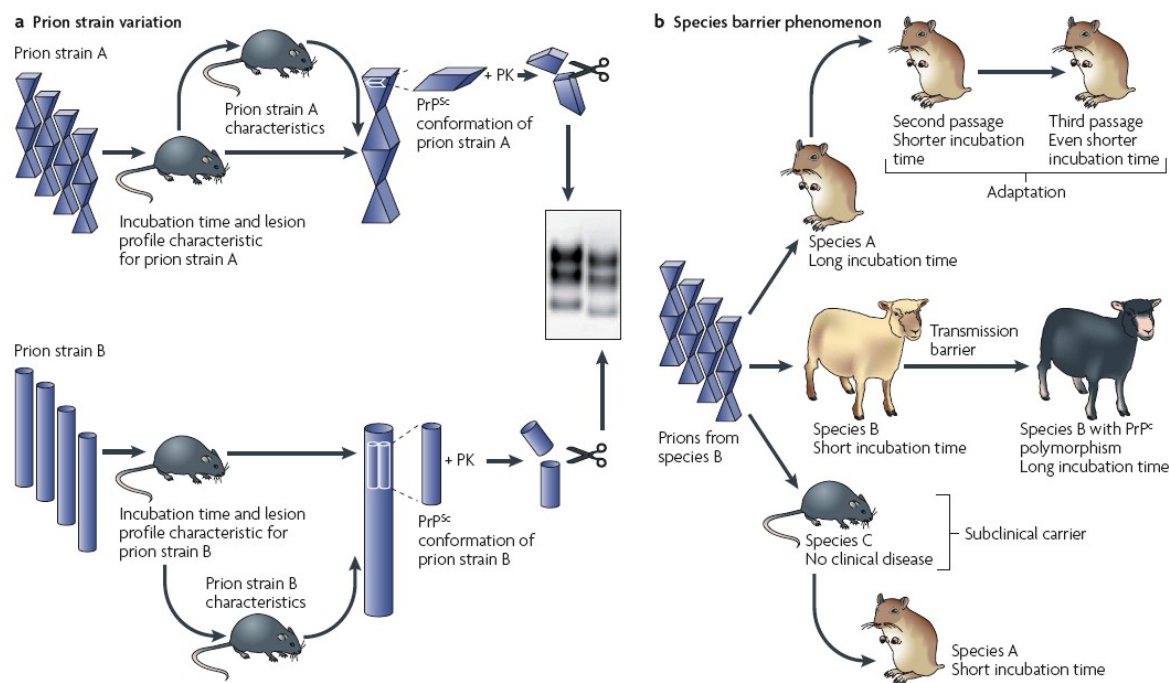 a Prion strain variation
Prion strain A
Prion strain A
characteristics
PrPSc
conformation of
prion strain A
+ PK
Incubation time and lesion
profile characteristic
for prion strain A
Prion strain B
Incubation time and lesion
profile characteristic for
prion strain B
PrPSc
conformation of
prion strain B
+ PK
Prion strain B
characteristics
b Species barrier phenomenon
Second passage
Shorter incubation
time
Third passage
Even shorter
incubation time
Adaptation
Species A
Long incubation time
Prions from
species B
Transmission
barrier
Species B
Short incubation time
Species B with PrPc
polymorphism
Long incubation time
Species C
No clinical disease
Subclinical carrier
Species A
Short incubation time